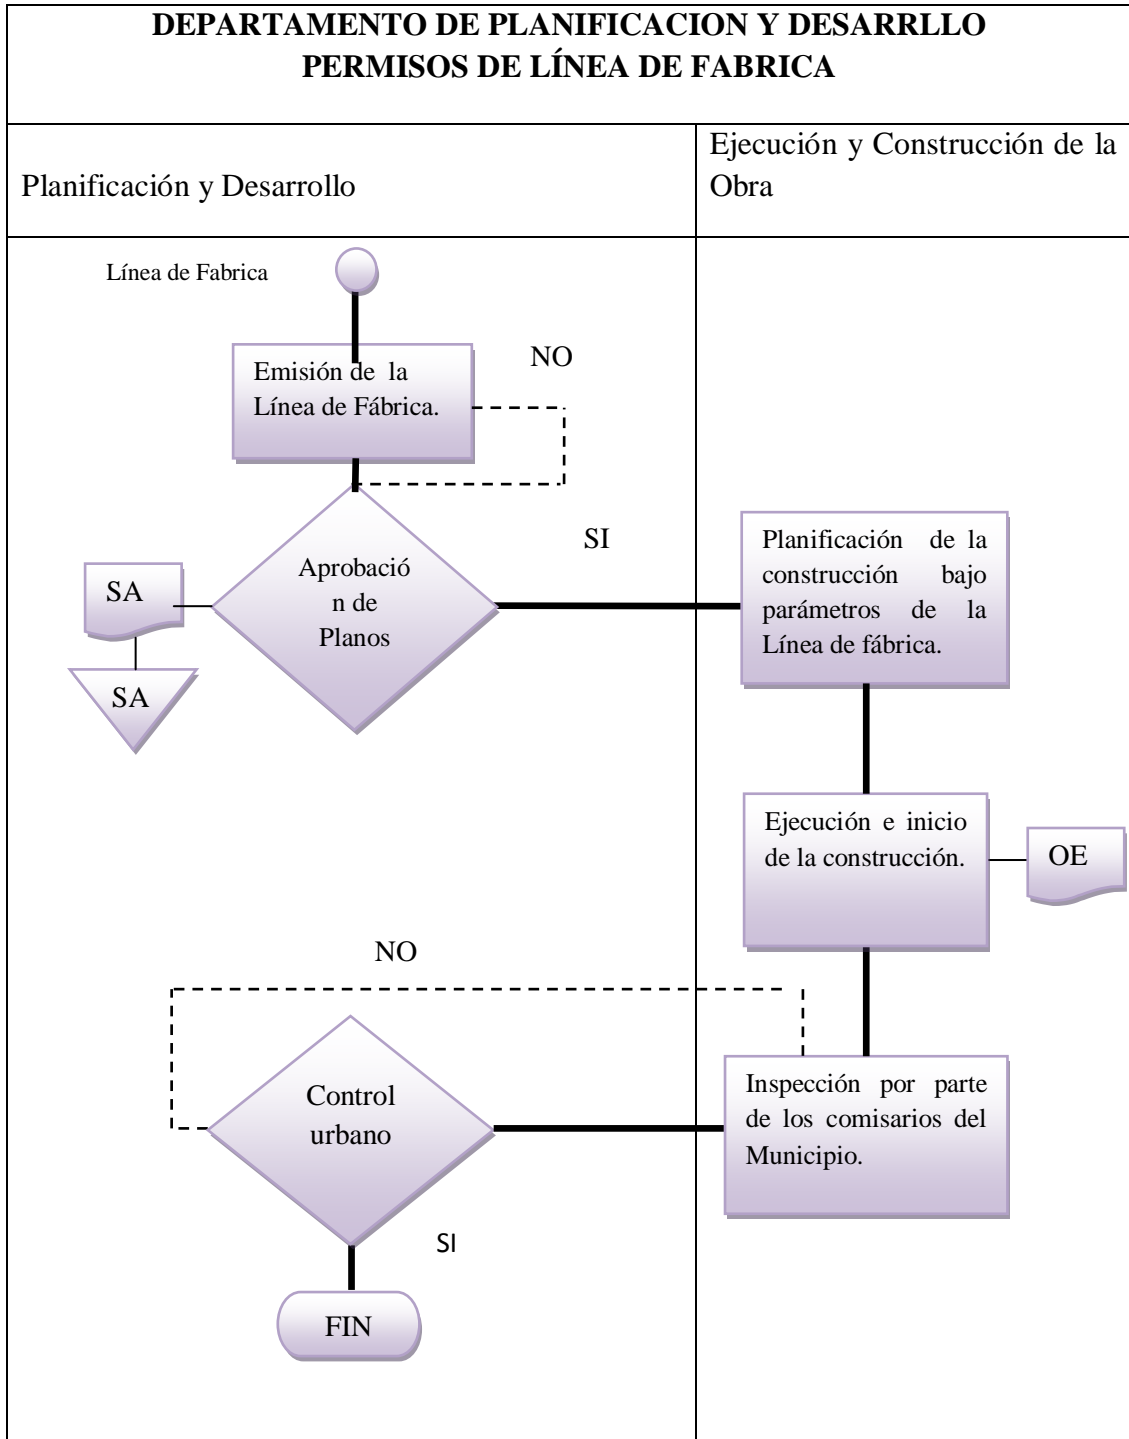 DEPARTAMENTO DE PLANIFICACION Y DESARRLLO
PERMISOS DE LÍNEA DE FABRICA
Planificación y Desarrollo
Ejecución y Construcción de la
Obra
Línea de Fabrica
Emisión de la
Línea de Fábrica.
NO
SI
Aprobació
n de
Planos
SA
SA
Planificación de la
construcción bajo
parámetros de la
Línea de fábrica.
Ejecución e inicio
de la construcción.
OE
NO
Control
urbano
Inspección por parte
de los comisarios del
Municipio.
SI
FIN